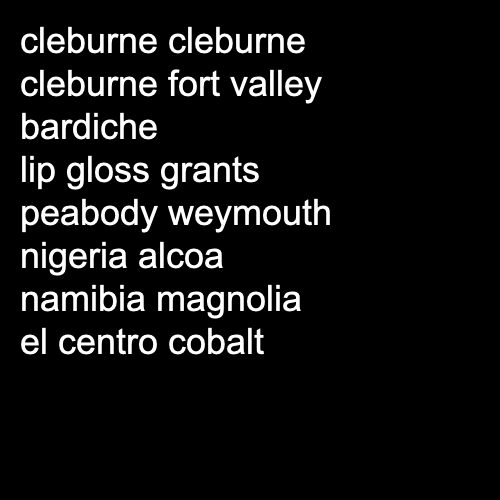 cleburne cleburne
cleburne fort valley
bardiche
lip gloss grants
peabody weymouth
nigeria alcoa
namibia magnolia
el centro cobalt